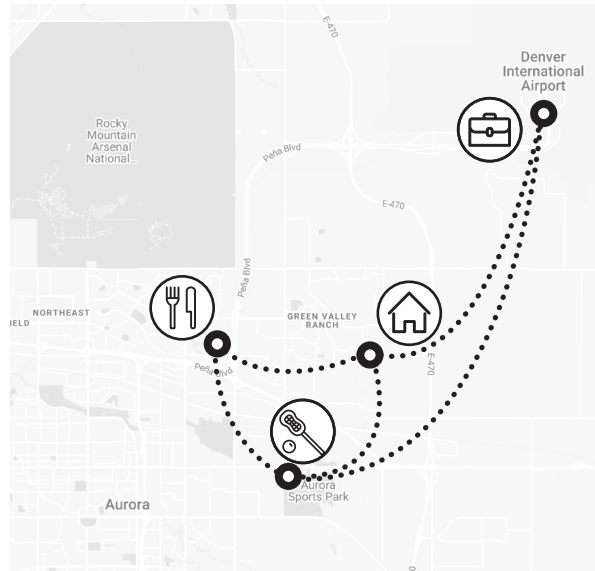 E-470
Denver
International
Airport
Rocky
Mountain
Arsenal
National...
Peña Blvd
E-470
Peña Blvd
NORTHEAST
IELD
GREEN VALLEY
RANCH
E-470
Peña Blvd
Aurora
Sports Park
Aurora